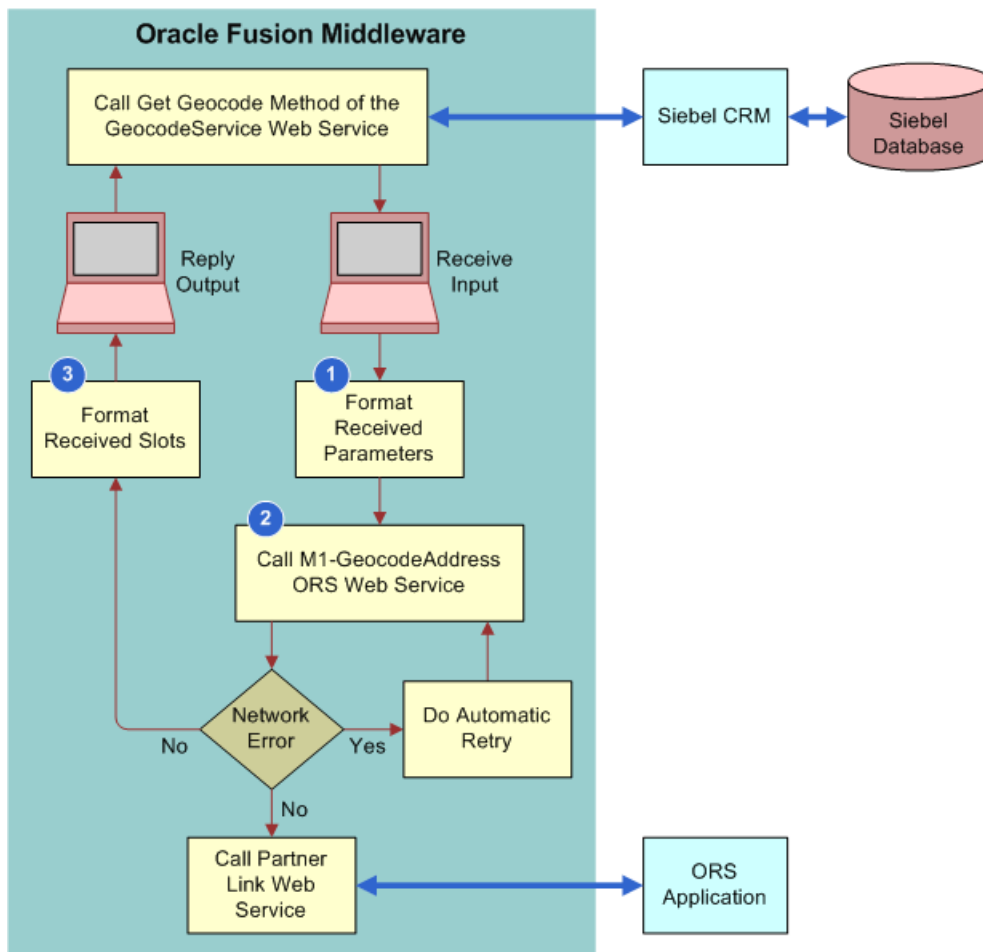 Oracle Fusion Middleware
Call Get Geocode Method of the
GeocodeService Web Service
Siebel CRM
Siebel
Database
Reply
Output
Receive
Input
3
Format
Received Slots
1
Format
Received
Parameters
2
Call M1-GeocodeAddress
ORS Web Service
Network
Error
No
Yes
Do Automatic
Retry
No
Call Partner
Link Web
Service
ORS
Application